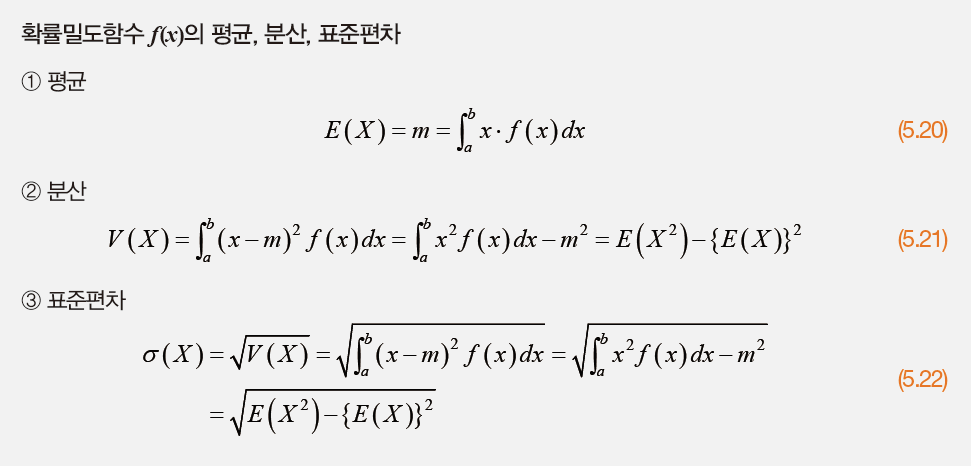 확률밀도함수 f(x)의 평균, 분산, 표준편차
① 평균
E(X) = m = ∫_a^b x · f(x)dx (5.20)
② 분산
V(X) = ∫_a^b (x−m)² f(x)dx = ∫_a^b x² f(x)dx − m² = E(X²) − {E(X)}² (5.21)
③ 표준편차
σ(X) = √(V(X)) = √(∫_a^b (x−m)² f(x)dx) = √(∫_a^b x² f(x)dx − m²)
= √(E(X²) − {E(X)}²) (5.22)